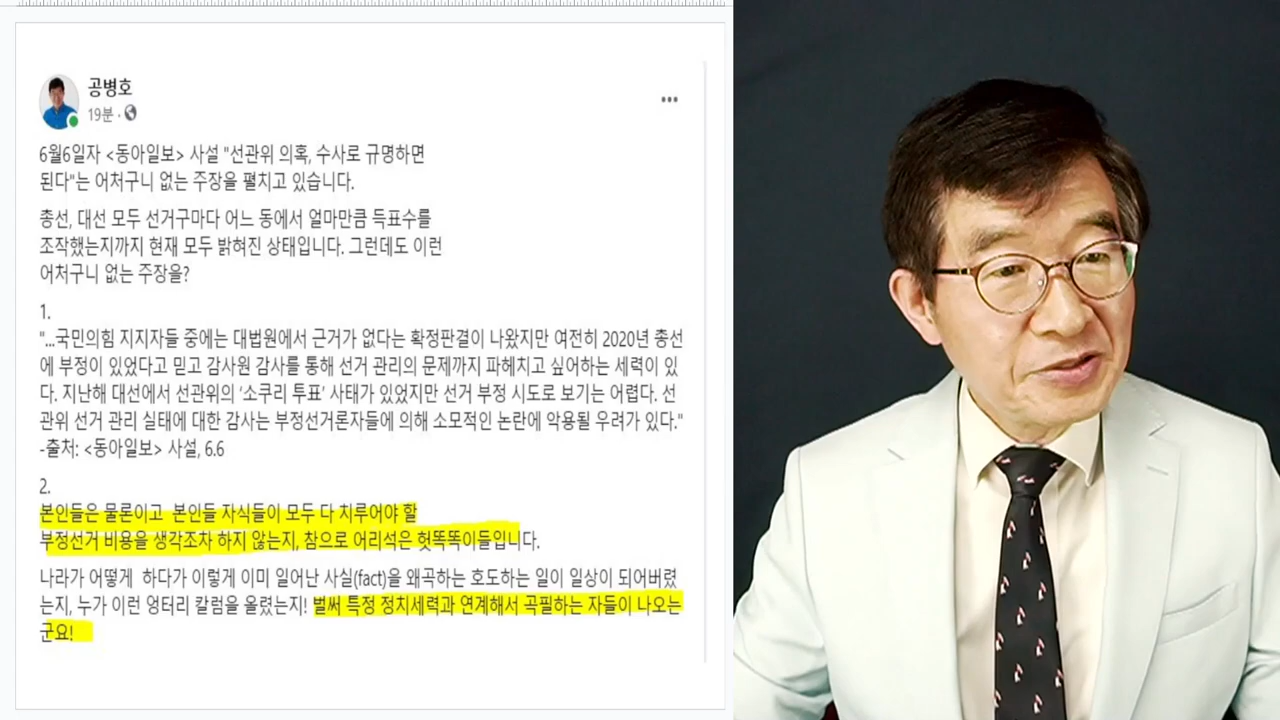 공병호
19분 ·
6월6일자 <동아일보> 사설 "선관위 의혹, 수사로 규명하면
된다"는 어처구니 없는 주장을 펼치고 있습니다.
총선, 대선 모두 선거구마다 어느 동에서 얼마만큼 득표수를
조작했는지까지 현재 모두 밝혀진 상태입니다. 그런데도 이런
어처구니 없는 주장을?
1.
"...국민의힘 지지자들 중에는 대법원에서 근거가 없다는 확정판결이 나왔지만 여전히 2020년 총선
에 부정이 있었다고 믿고 감사원 감사를 통해 선거 관리의 문제까지 파헤치고 싶어하는 세력이 있
다. 지난해 대선에서 선관위의 '소쿠리 투표' 사태가 있었지만 선거 부정 시도로 보기는 어렵다. 선
관위 선거 관리 실태에 대한 감사는 부정선거론자들에 의해 소모적인 논란에 악용될 우려가 있다."
-출처: <동아일보> 사설, 6.6
2.
본인들은 물론이고 본인들 자식들이 모두 다 치루어야 할
부정선거 비용을 생각조차 하지 않는지, 참으로 어리석은 헛똑똑이들입니다.
나라가 어떻게 하다가 이렇게 이미 일어난 사실(fact)을 왜곡하는 호도하는 일이 일상이 되어버렸
는지, 누가 이런 엉터리 칼럼을 올렸는지! 벌써 특정 정치세력과 연계해서 곡필하는 자들이 나오는
군요!